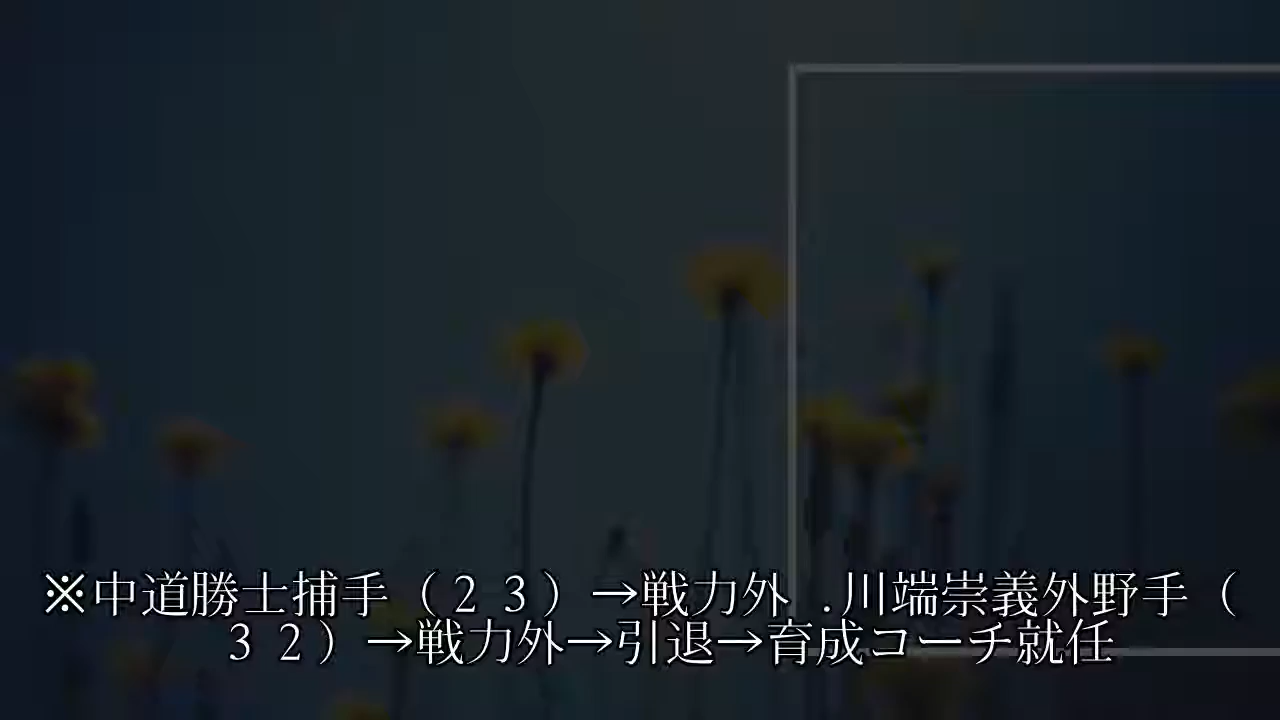 ※中道勝士捕手（２３）→戦力外 .川端崇義外野手（
３２）→戦力外→引退→育成コーチ就任